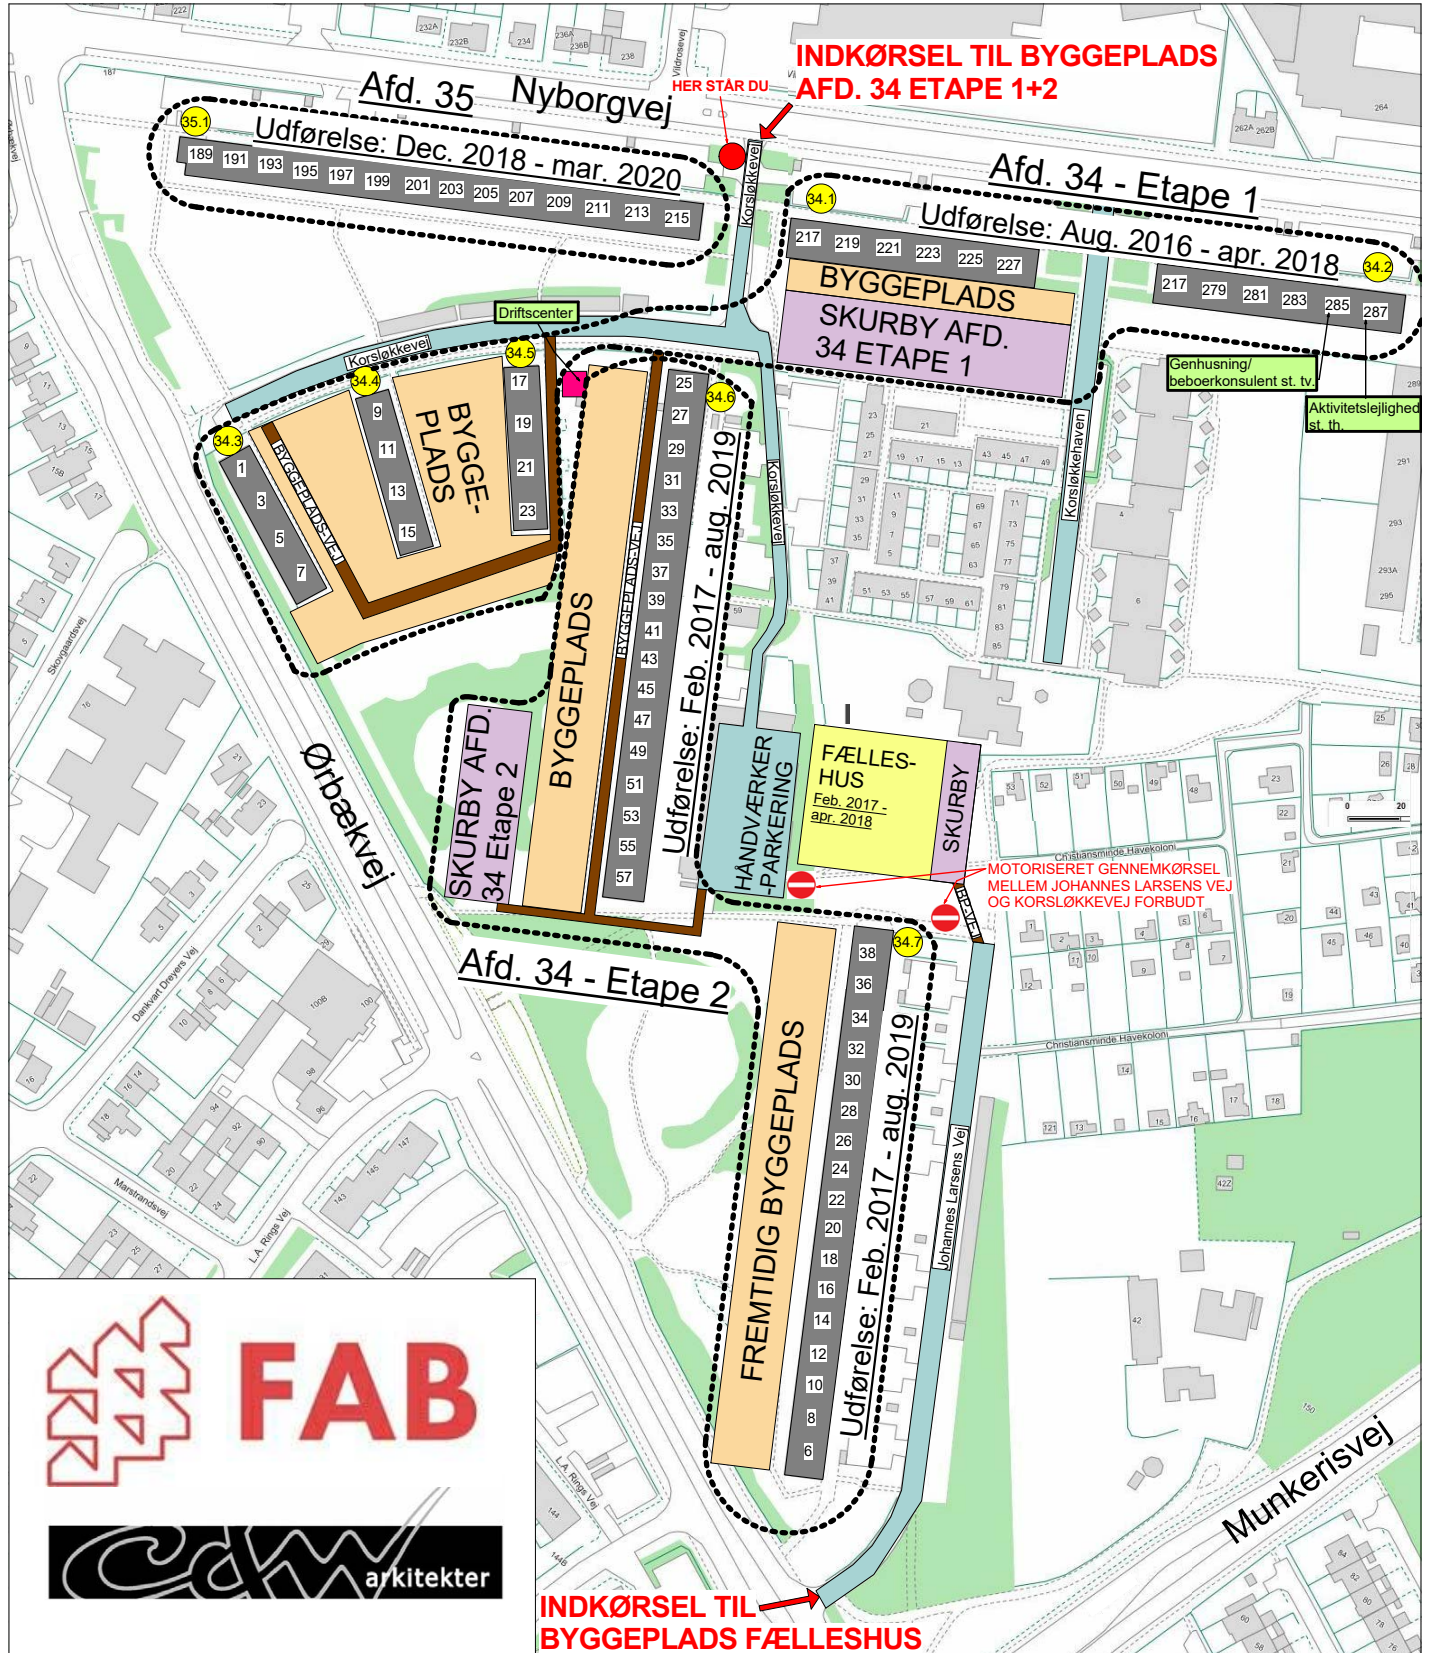 INDKØRSEL TIL BYGGEPLADS
AFD. 34 ETAPE 1+2
HER STÅR DU
Afd. 35
Nyborgvej
Vildrosevej
35.1
Udførelse: Dec. 2018 - mar. 2020
189 191 193 195 197 199 201 203 205 207 209 211 213 215
Korsløkkevej
Afd. 34 - Etape 1
34.1
Udførelse: Aug. 2016 - apr. 2018
34.2
217 219 221 223 225 227
217 279 281 283 285 287
BYGGEPLADS
SKURBY AFD.
34 ETAPE 1
Genhusning/
beboerkonsulent st. tv.
Aktivitetslejlighed
st. th.
Driftscenter
Korsløkkevej
34.5
34.4
34.3
34.6
1
3
5
7
BYGGEPLADS-VEJ
9
11
13
15
BYGGE-
PLADS
17
19
21
23
BYGGEPLADS
BYGGEPLADS-VEJ
25
27
29
31
33
35
37
39
41
43
45
47
49
51
53
55
57
Udførelse: Feb. 2017 - aug. 2019
Korsløkkevej
Korsløkkehaven
SKURBY AFD.
34 Etape 2
HÅNDVÆRKER
-PARKERING
FÆLLES-
HUS
Feb. 2017 -
apr. 2018
SKURBY
BP-VEJ
MOTORISERET GENNEMKØRSEL
MELLEM JOHANNES LARSENS VEJ
OG KORSLØKKEVEJ FORBUDT
0 20
Christiansminde Havekoloni
Christiansminde Havekoloni
Ørbækvej
Skovgaardsvej
Dankvart Dreyers Vej
Marstrandsvej
L.A. Rings Vej
L.A. Rings Vej
Afd. 34 - Etape 2
34.7
FREMTIDIG BYGGEPLADS
38
36
34
32
30
28
26
24
22
20
18
16
14
12
10
8
6
Udførelse: Feb. 2017 - aug. 2019
Johannes Larsens Vej
Munkerisvej
FAB
cdw arkitekter
INDKØRSEL TIL
BYGGEPLADS FÆLLESHUS